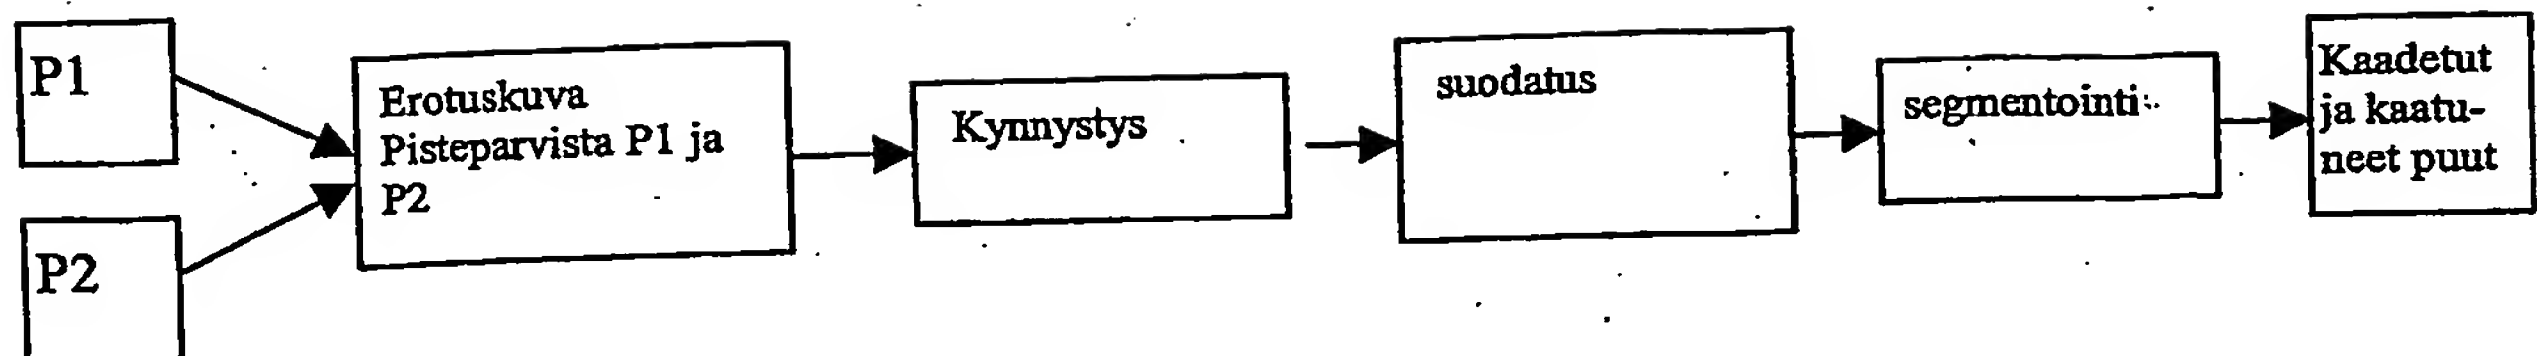 P1
P2
Erotuskuva
Pisteparvista P1 ja
P2
Kynnystys
suodatus
segmentointi
Kaadetut
ja kaatu-
neet puut